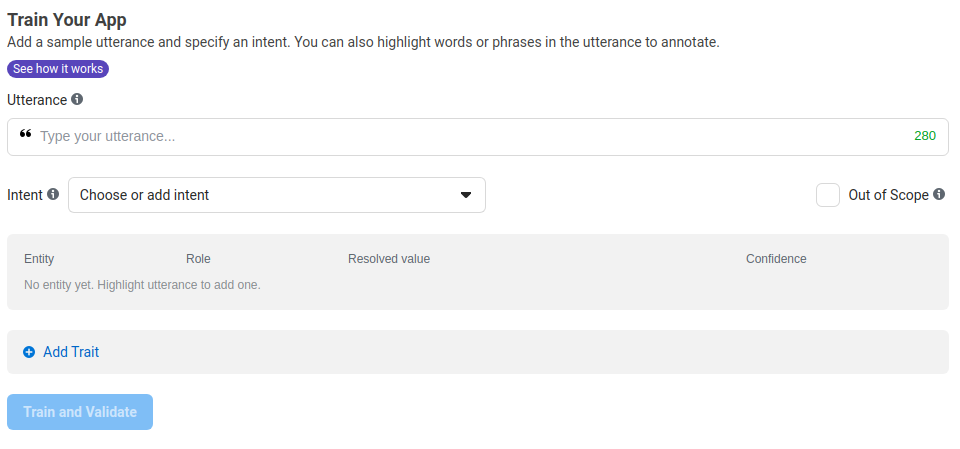 Train Your App
Add a sample utterance and specify an intent. You can also highlight words or phrases in the utterance to annotate.
See how it works
Utterance
Type your utterance... 280
Intent Choose or add intent Out of Scope
Entity Role Resolved value Confidence
No entity yet. Highlight utterance to add one.
Add Trait
Train and Validate